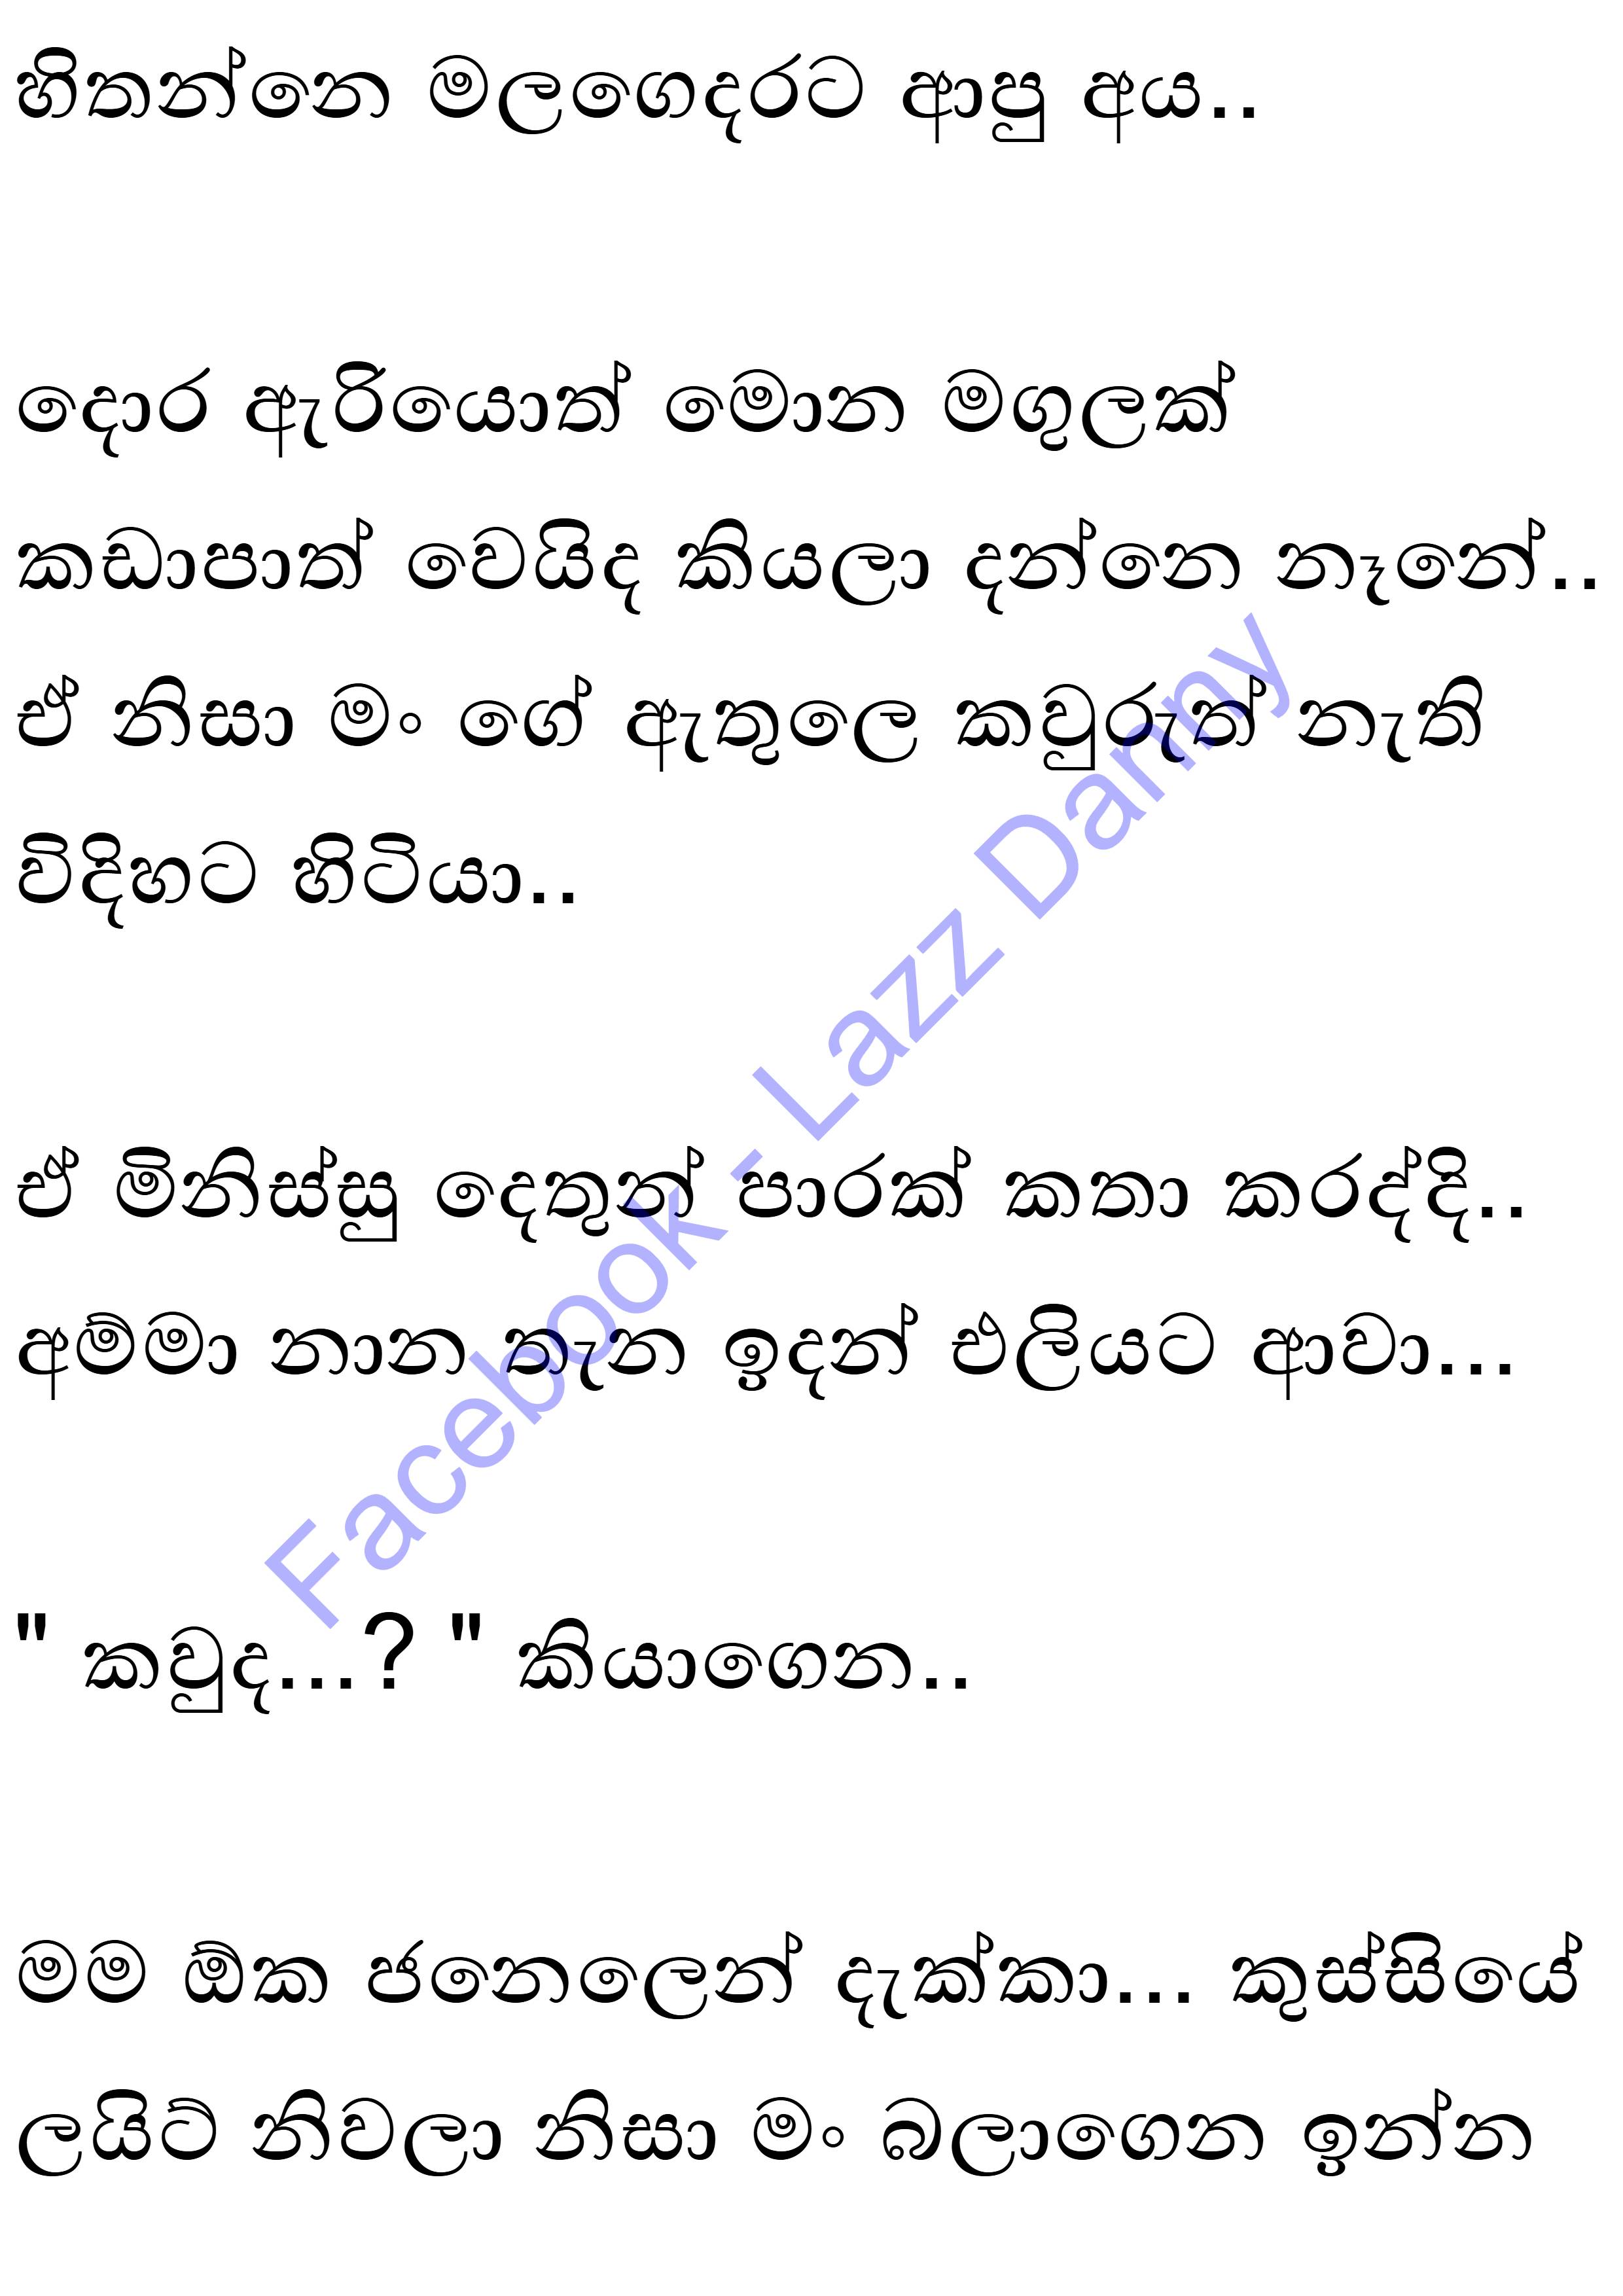 හිතන්නෙ මලගෙදරට ආපු අය..
දොර ඇරියොත් මොන මගුලක්
කඩාපාත් වෙයිද කියලා දන්නෙ නෑනේ..
ඒ නිසා මං ගේ ඇතුලෙ කවුරුත් නැති
විදිහට හිටියා..
ඒ මිනිස්සු දෙතුන් පාරක් කතා කරද්දි..
අම්මා නාන තැන ඉදන් එලියට ආවා...
" කවුද...? " කියාගෙන..
මම ඕක ජනෙලෙන් දැක්කා... කුස්සියේ
ලයිට් නිවලා නිසා මං බලාගෙන ඉන්න
Facebook - Lazz Danny